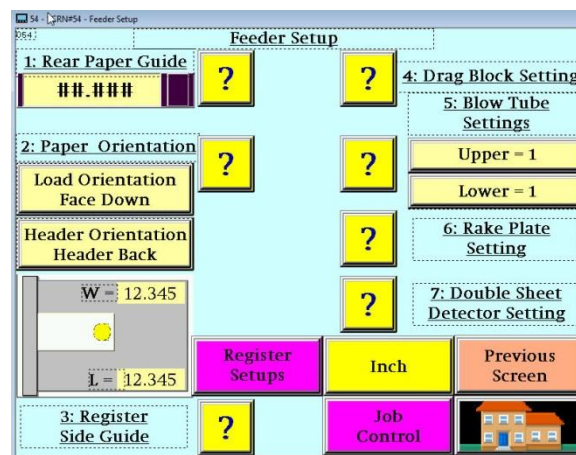 54 - SRN#54 - Feeder Setup
064
Feeder Setup
1: Rear Paper Guide
?
##.###
?
4: Drag Block Setting
5: Blow Tube
Settings
2: Paper Orientation
?
?
Upper = 1
Load Orientation
Face Down
Lower = 1
Header Orientation
Header Back
?
6: Rake Plate
Setting
W = 12.345
?
7: Double Sheet
Detector Setting
L = 12.345
Register
Setups
Inch
Previous
Screen
3: Register
Side Guide
?
Job
Control